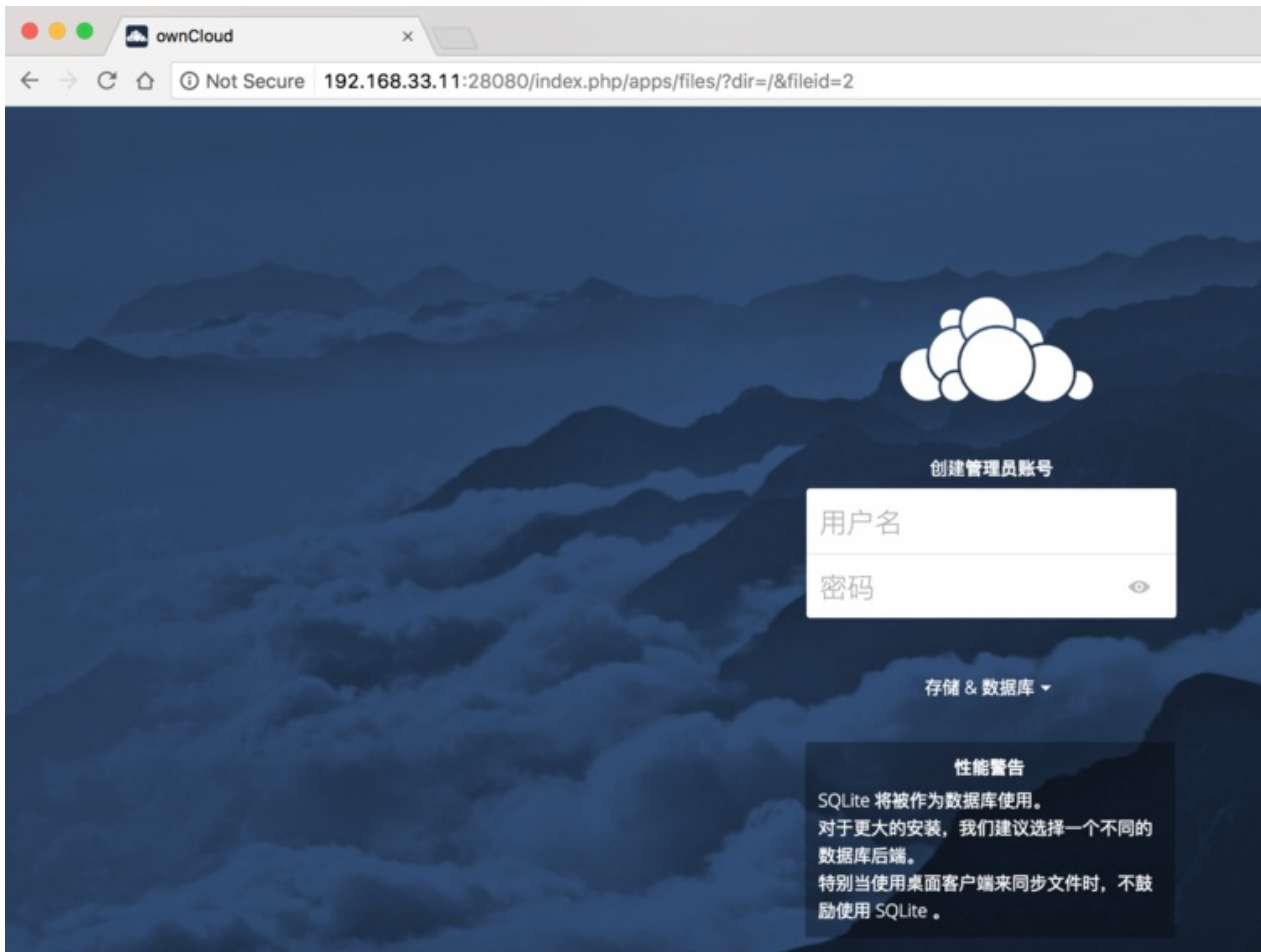 ownCloud
Not Secure 192.168.33.11:28080/index.php/apps/files/?dir=/&fileid=2
创建管理员账号
用户名
密码
存储 & 数据库
性能警告
SQLite 将被作为数据库使用。
对于更大的安装，我们建议选择一个不同的
数据库后端。
特别当使用桌面客户端来同步文件时，不鼓
励使用 SQLite 。